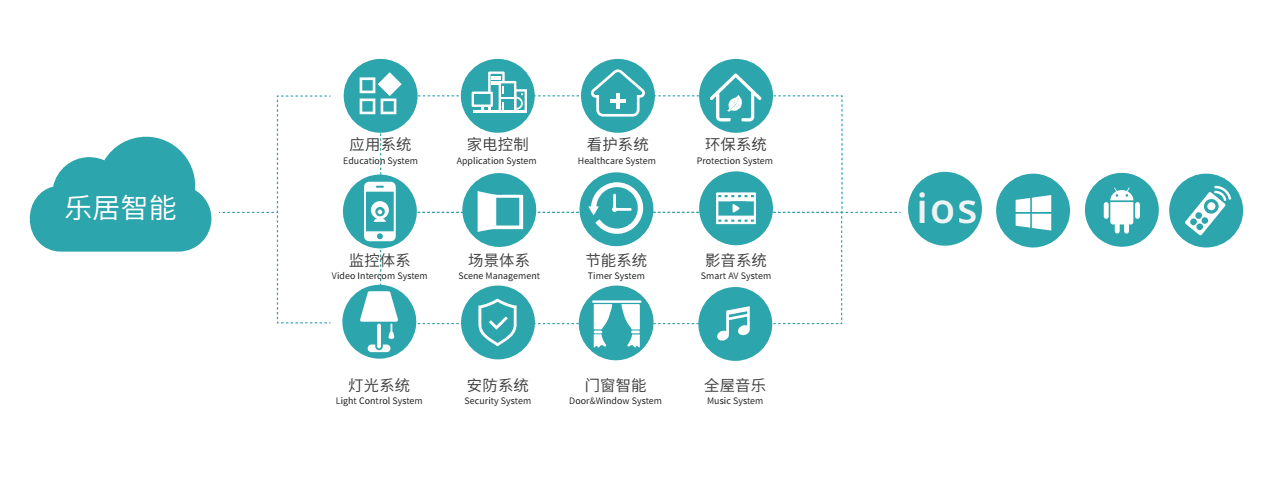 乐居智能
应用系统
Education System
家电控制
Application System
看护系统
Healthcare System
环保系统
Protection System
监控体系
Video Intercom System
场景体系
Scene Management
节能系统
Timer System
影音系统
Smart AV System
灯光系统
Light Control System
安防系统
Security System
门窗智能
Door&Window System
全屋音乐
Music System
ios